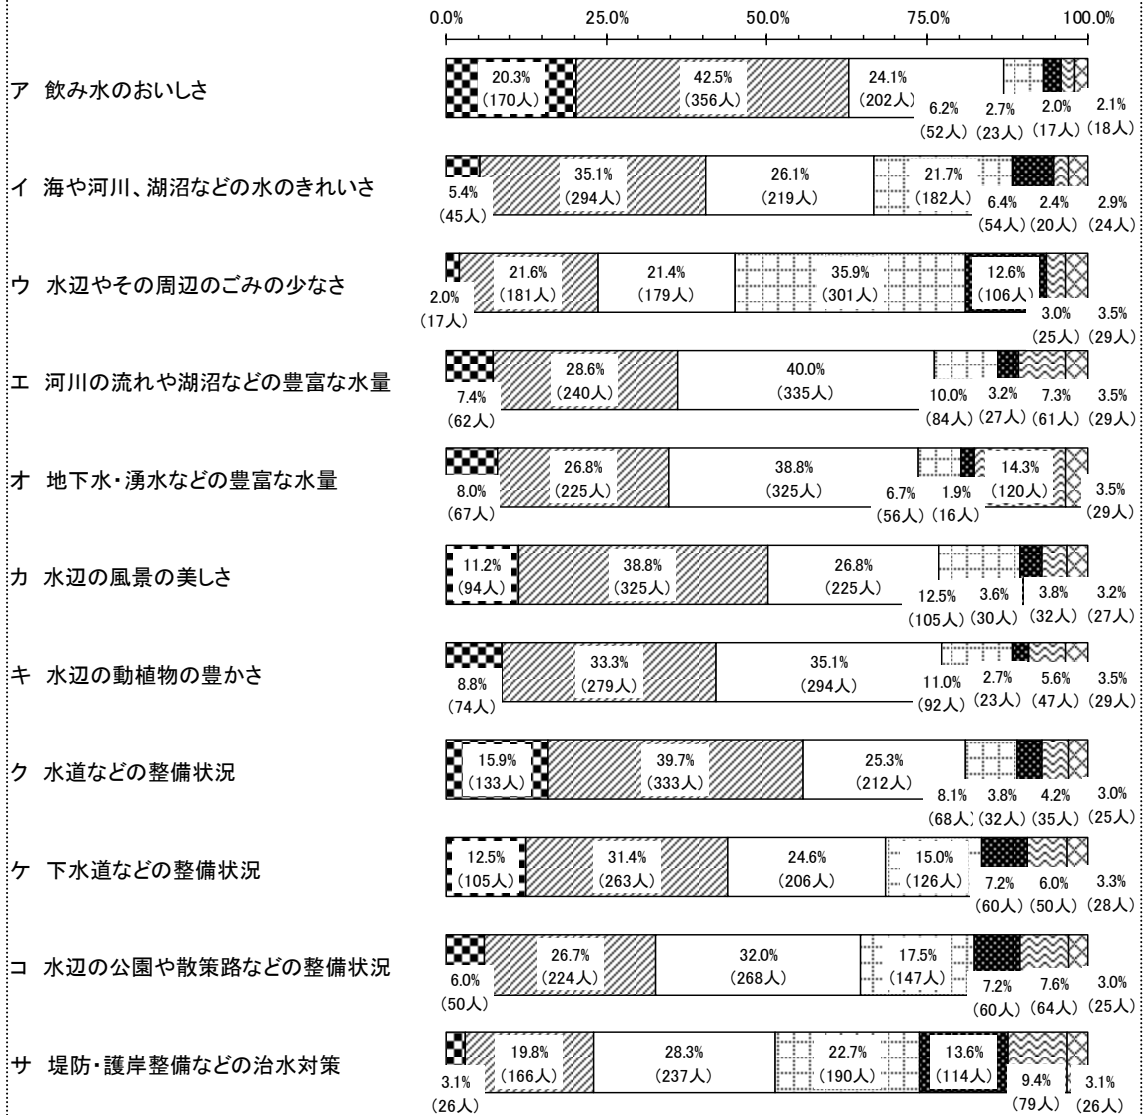 0.0% 25.0% 50.0% 75.0% 100.0%
ア 飲み水のおいしさ
20.3% 42.5% 24.1% 6.2% 2.7% 2.0% 2.1%
(170人) (356人) (202人) (52人) (23人) (17人) (18人)
イ 海や河川、湖沼などの水のきれいさ
5.4% 35.1% 26.1% 21.7% 6.4% 2.4% 2.9%
(45人) (294人) (219人) (182人) (54人) (20人) (24人)
ウ 水辺やその周辺のごみの少なさ
2.0% 21.6% 21.4% 35.9% 12.6% 3.0% 3.5%
(17人) (181人) (179人) (301人) (106人) (25人) (29人)
エ 河川の流れや湖沼などの豊富な水量
7.4% 28.6% 40.0% 10.0% 3.2% 7.3% 3.5%
(62人) (240人) (335人) (84人) (27人) (61人) (29人)
オ 地下水・湧水などの豊富な水量
8.0% 26.8% 38.8% 6.7% 1.9% 14.3% 3.5%
(67人) (225人) (325人) (56人) (16人) (120人) (29人)
カ 水辺の風景の美しさ
11.2% 38.8% 26.8% 12.5% 3.6% 3.8% 3.2%
(94人) (325人) (225人) (105人) (30人) (32人) (27人)
キ 水辺の動植物の豊かさ
8.8% 33.3% 35.1% 11.0% 2.7% 5.6% 3.5%
(74人) (279人) (294人) (92人) (23人) (47人) (29人)
ク 水道などの整備状況
15.9% 39.7% 25.3% 8.1% 3.8% 4.2% 3.0%
(133人) (333人) (212人) (68人) (32人) (35人) (25人)
ケ 下水道などの整備状況
12.5% 31.4% 24.6% 15.0% 7.2% 6.0% 3.3%
(105人) (263人) (206人) (126人) (60人) (50人) (28人)
コ 水辺の公園や散策路などの整備状況
6.0% 26.7% 32.0% 17.5% 7.2% 7.6% 3.0%
(50人) (224人) (268人) (147人) (60人) (64人) (25人)
サ 堤防・護岸整備などの治水対策
3.1% 19.8% 28.3% 22.7% 13.6% 9.4% 3.1%
(26人) (166人) (237人) (190人) (114人) (79人) (26人)